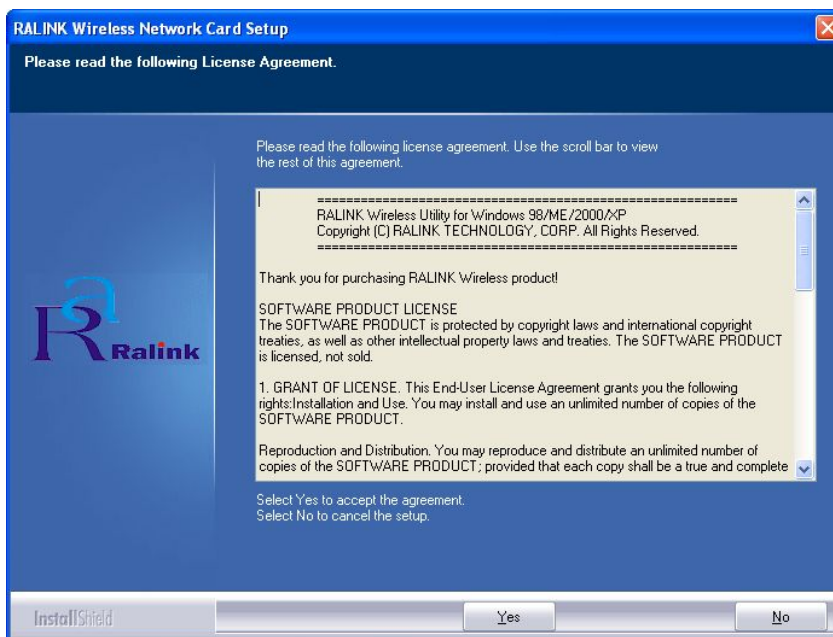 RALINK Wireless Network Card Setup
Please read the following License Agreement.
Please read the following license agreement. Use the scroll bar to view
the rest of this agreement.
==========================================================
RALINK Wireless Utility for Windows 98/ME/2000/XP
Copyright (C) RALINK TECHNOLOGY, CORP. All Rights Reserved.
==========================================================
Thank you for purchasing RALINK Wireless product!
SOFTWARE PRODUCT LICENSE
The SOFTWARE PRODUCT is protected by copyright laws and international copyright
treaties, as well as other intellectual property laws and treaties. The SOFTWARE PRODUCT
is licensed, not sold.
1. GRANT OF LICENSE. This End-User License Agreement grants you the following
rights:Installation and Use. You may install and use an unlimited number of copies of the
SOFTWARE PRODUCT.
Reproduction and Distribution. You may reproduce and distribute an unlimited number of
copies of the SOFTWARE PRODUCT; provided that each copy shall be a true and complete
Ralink
Select Yes to accept the agreement.
Select No to cancel the setup.
InstallShield
Yes
No